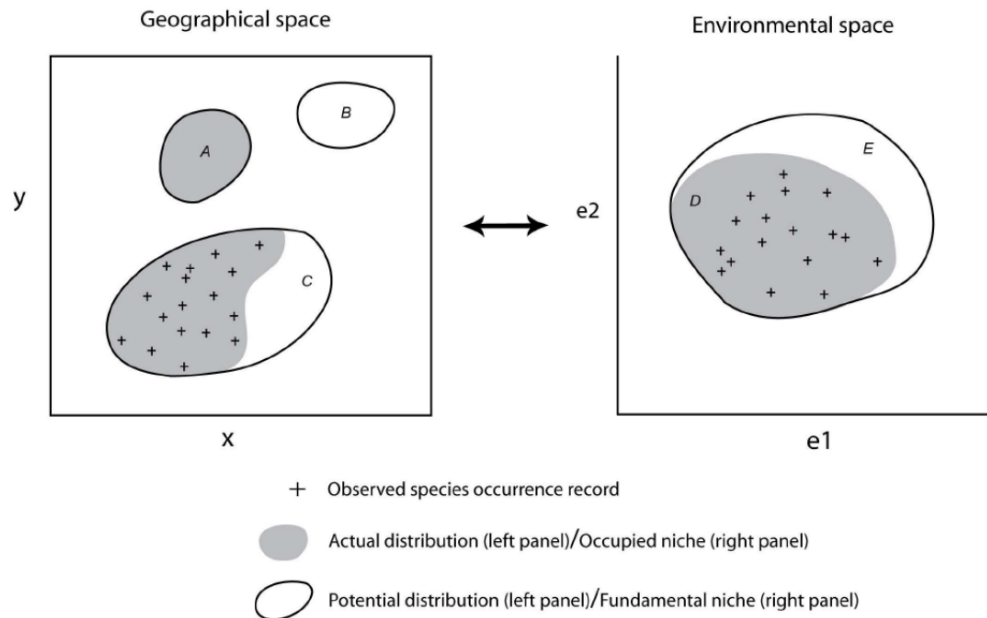 Geographical space
Environmental space
A
B
C
y
x
D
E
e2
e1
+ Observed species occurrence record
Actual distribution (left panel)/Occupied niche (right panel)
Potential distribution (left panel)/Fundamental niche (right panel)